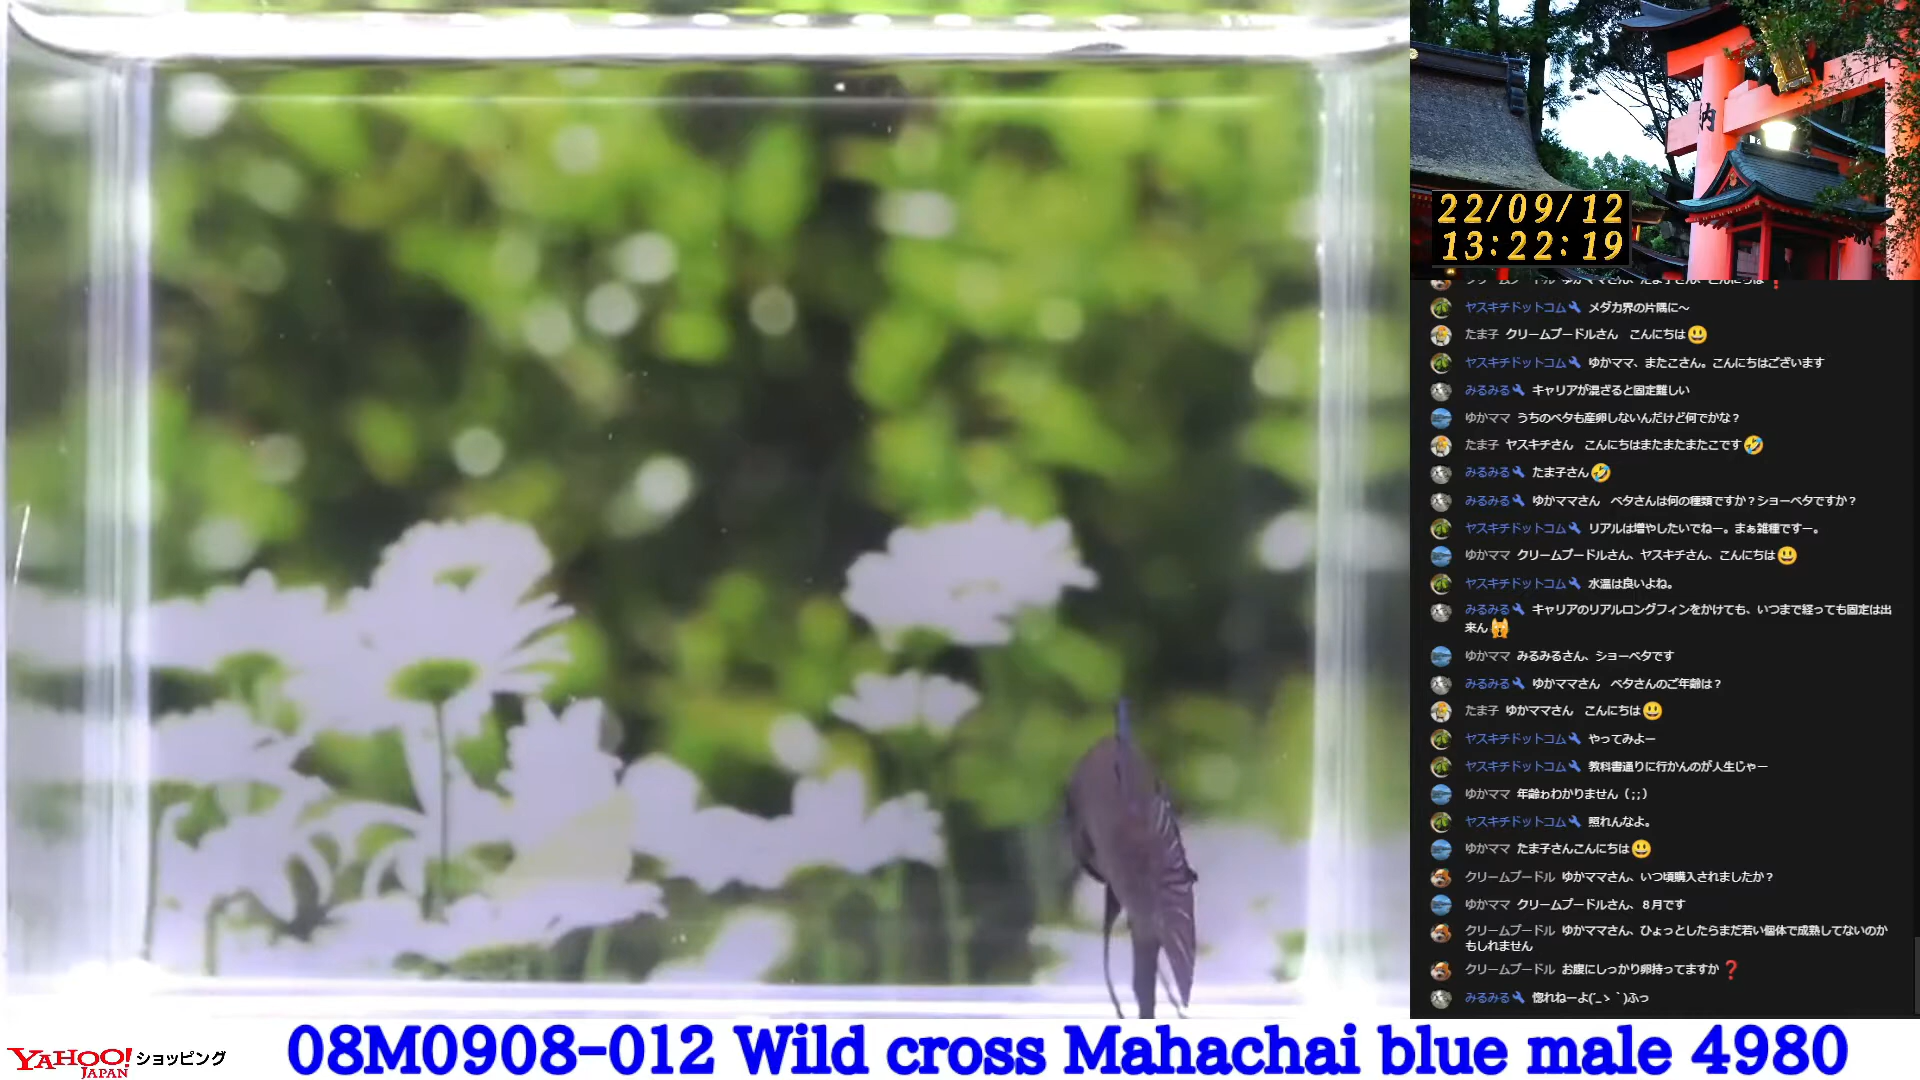 納
22/09/12
13:22:19
クリームプードル ゆかママさん、たま子さん、こんにちは❗
ヤスキチドットコム メダカ界の片隅に～
たま子 クリームプードルさん　こんにちは😃
ヤスキチドットコム ゆかママ、またこさん。こんにちはございます
みるみる キャリアが混ざると固定難しい
ゆかママ うちのベタも産卵しないんだけど何でかな？
たま子 ヤスキチさん　こんにちはまたまたまたこです🤣
みるみる たま子さん🤣
みるみる ゆかママさん　ベタさんは何の種類ですか？ショーベタですか？
ヤスキチドットコム リアルは増やしたいでねー。まぁ雑種ですー。
ゆかママ クリームプードルさん、ヤスキチさん、こんにちは😃
ヤスキチドットコム 水温は良いよね。
みるみる キャリアのリアルロングフィンをかけても、いつまで経っても固定は出
来ん🙀
ゆかママ みるみるさん、ショーベタです
みるみる ゆかママさん　ベタさんのご年齢は？
たま子 ゆかママさん　こんにちは😃
ヤスキチドットコム やってみよー
ヤスキチドットコム 教科書通りに行かんのが人生じゃー
ゆかママ 年齢ゎわかりません（；；）
ヤスキチドットコム 照れんなよ。
ゆかママ たま子さんこんにちは😃
クリームプードル ゆかママさん、いつ頃購入されましたか？
ゆかママ クリームプードルさん、８月です
クリームプードル ゆかママさん、ひょっとしたらまだ若い個体で成熟してないのか
もしれません
クリームプードル お腹にしっかり卵持ってますか❓
みるみる 惚れねーよ(´_ゝ｀)ふっ
YAHOO! JAPAN ショッピング
08M0908-012 Wild cross Mahachai blue male 4980